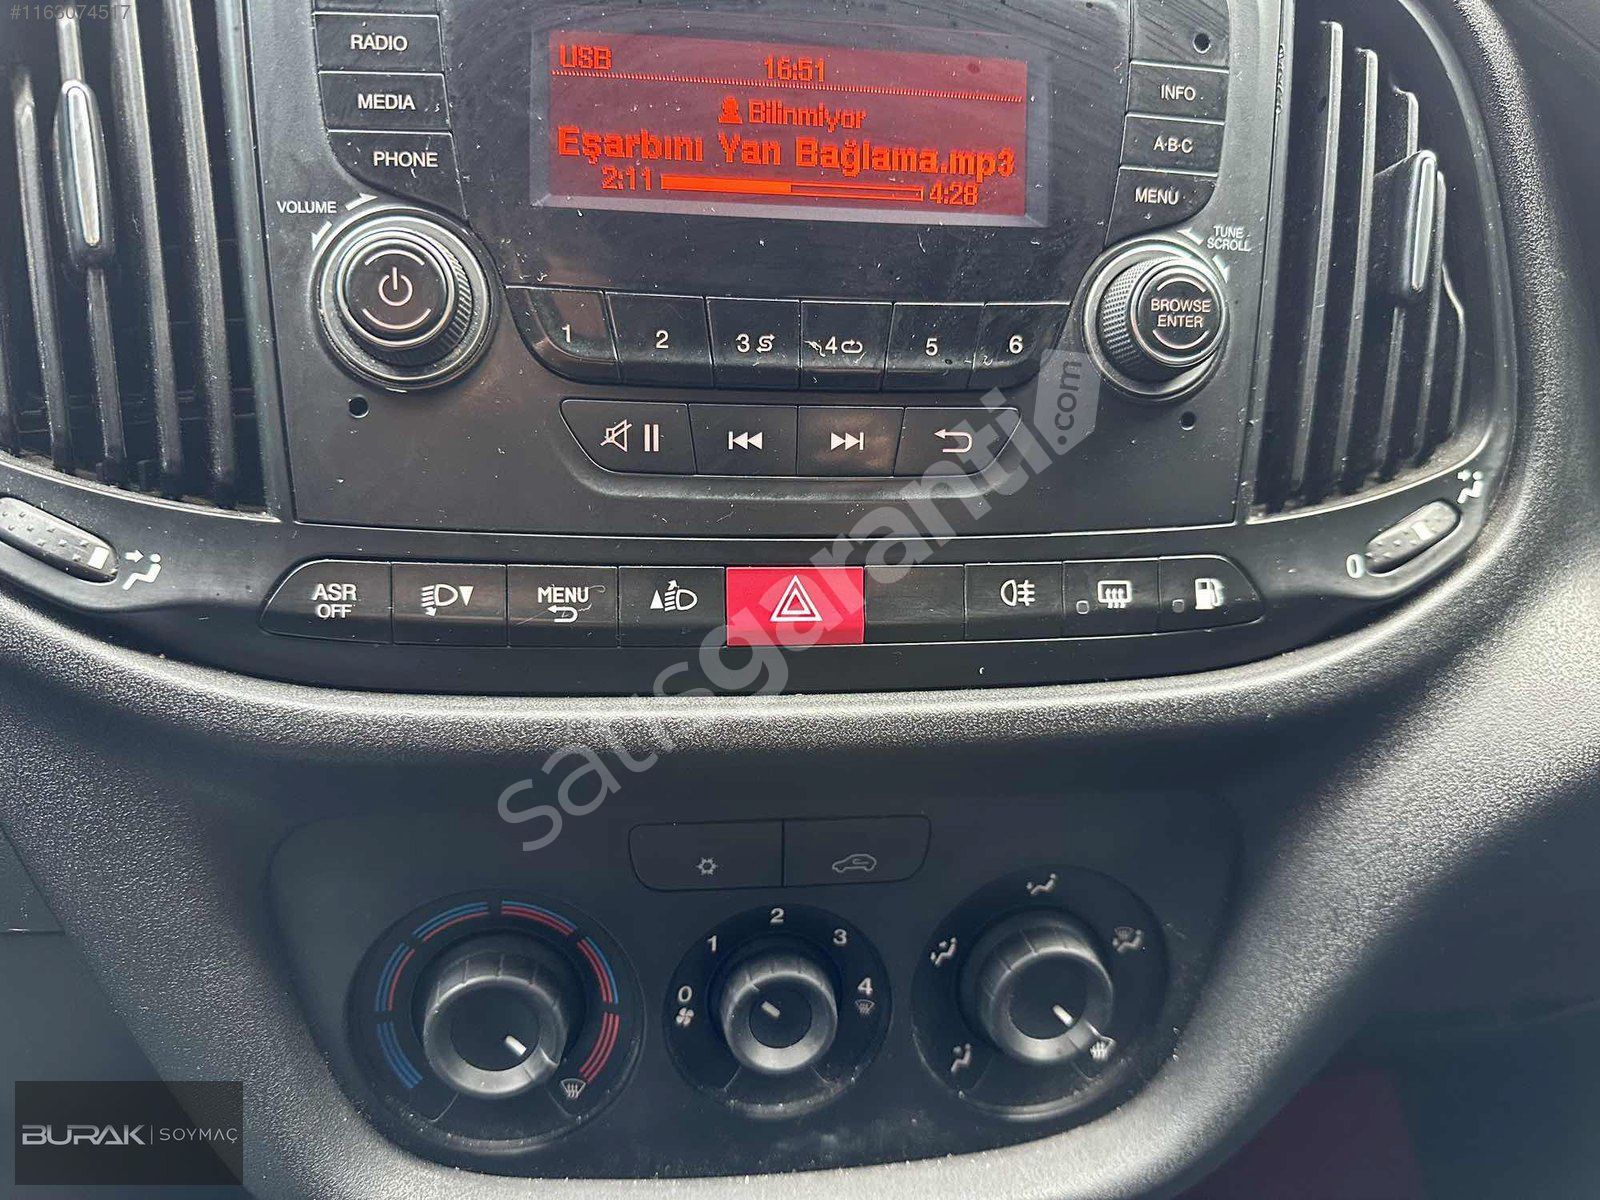 #1163074517
RADIO
MEDIA
PHONE
VOLUME
USB
16:51
Bilinmiyor
Eşarbını Yan Bağlama.mp3
2:11
4:28
INFO
A·B·C
MENU
TUNE
SCROLL
BROWSE
ENTER
1
2
3
4
5
6
ASR
OFF
MENU
0
satsgaranti.com
2
1
3
0
4
BURAK | SOYMAÇ